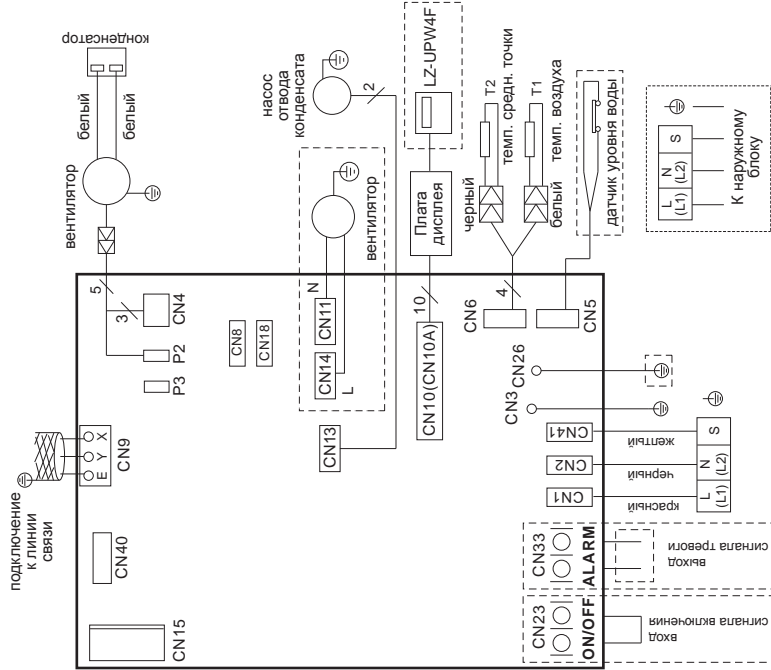 конденсатор
белый
белый
вентилятор
5
3
CN4
P2
P3
подключение
к линии
связи
E Y X
CN9
CN40
CN15
CN8
CN18
N
CN11
CN14
L
вентилятор
насос
отвода
конденсата
2
CN13
LZ-UPW4F
Плата
дисплея
10
CN10(CN10A)
черный
T2
темп. средн. точки
белый
T1
темп. воздуха
4
CN6
датчик уровня воды
CN5
CN3
CN26
CN41
CN2
CN1
желтый
черный
красный
L (L1)
N (L2)
S
L (L1)
N (L2)
S
К наружному
блоку
CN33
ALARM
выход
сигнала тревоги
CN23
ON/OFF
вход
сигнала включения